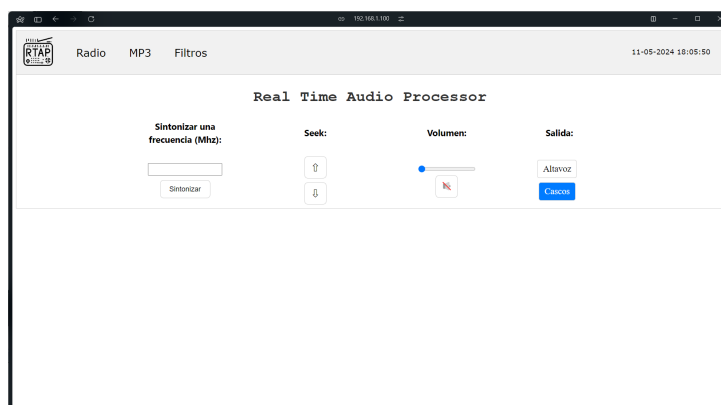 192.168.1.100
RTAP
Radio MP3 Filtros
11-05-2024 18:05:50
Real Time Audio Processor
Sintonizar una
frecuencia (Mhz):
Seek:
Volumen:
Salida:
Sintonizar
Altavoz
Cascos